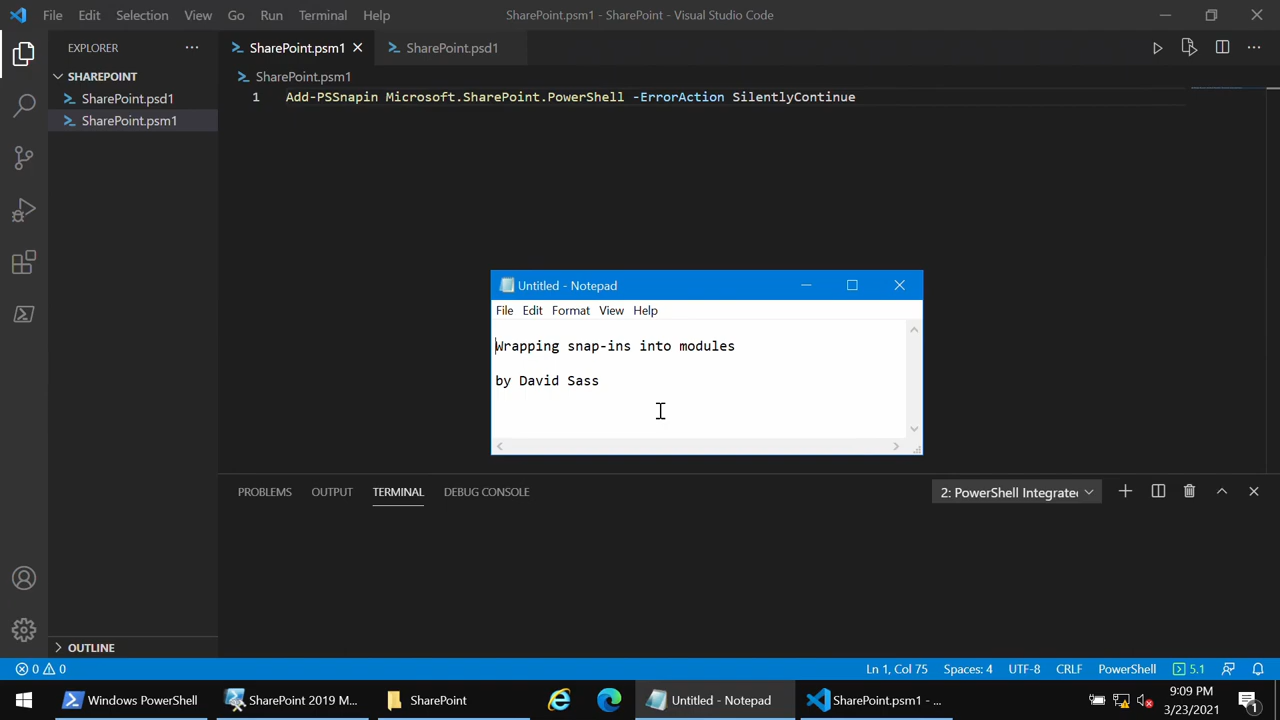 File Edit Selection View Go Run Terminal Help SharePoint.psm1 - SharePoint - Visual Studio Code
EXPLORER ··· SharePoint.psm1 SharePoint.psd1 ···
SHAREPOINT
SharePoint.psd1
SharePoint.psm1
SharePoint.psm1
1 Add-PSSnapin Microsoft.SharePoint.PowerShell -ErrorAction SilentlyContinue
Untitled - Notepad
File Edit Format View Help
Wrapping snap-ins into modules
by David Sass
PROBLEMS OUTPUT TERMINAL DEBUG CONSOLE 2: PowerShell Integrate
OUTLINE
0 0 Ln 1, Col 75 Spaces: 4 UTF-8 CRLF PowerShell 5.1
Windows PowerShell SharePoint 2019 M... SharePoint Untitled - Notepad SharePoint.psm1 - ... 9:09 PM
3/23/2021 1